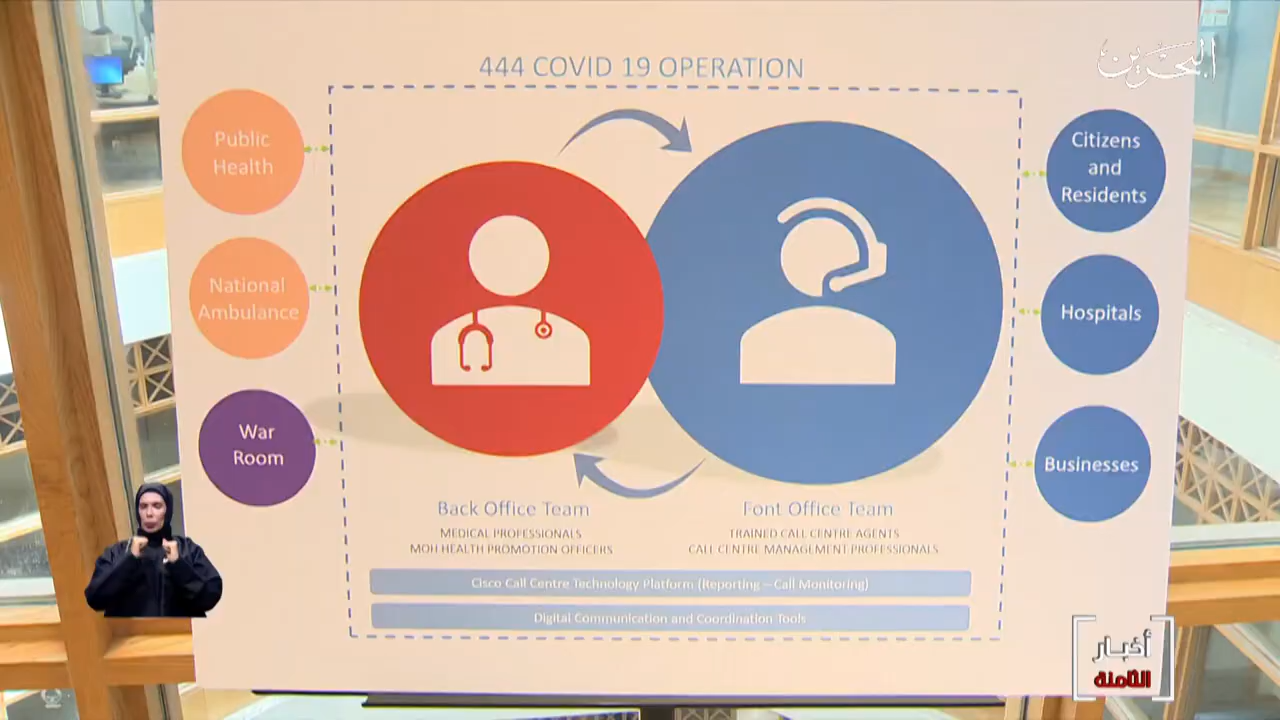 البحرين
444 COVID 19 OPERATION
Public
Health
National
Ambulance
War
Room
Citizens
and
Residents
Hospitals
Businesses
Back Office Team
MEDICAL PROFESSIONALS
MOH HEALTH PROMOTION OFFICERS
Font Office Team
TRAINED CALL CENTRE AGENTS
CALL CENTRE MANAGEMENT PROFESSIONALS
Cisco Call Centre Technology Platform (Reporting – Call Monitoring)
Digital Communication and Coordination Tools
أخبار
الثامنة